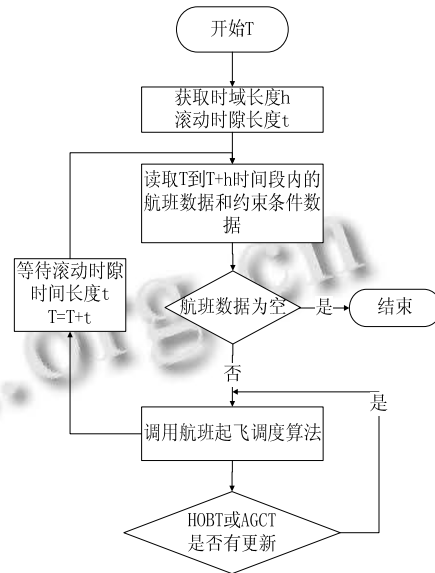 开始T
获取时域长度h
滚动时隙长度t
读取T到T+h时间段内的
航班数据和约束条件数
据
等待滚动时隙
时间长度t
T=T+t
航班数据为空
是
结束
否
是
调用航班起飞调度算法
HOBT或AGCT
是否有更新
.org.cn